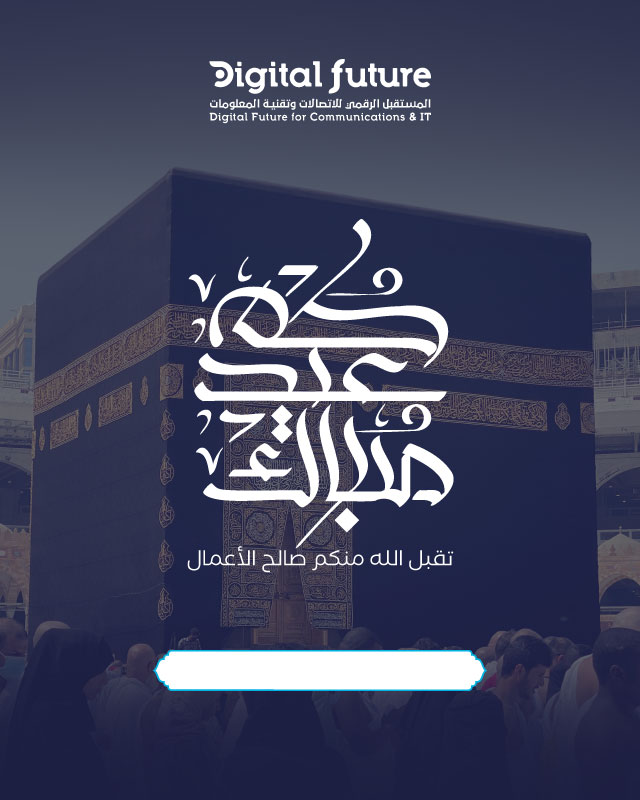 Digital future
المستقبل الرقمي للاتصالات وتقنية المعلومات
Digital Future for Communications & IT
عيدكم
مبارك
تقبل الله منكم صالح الأعمال